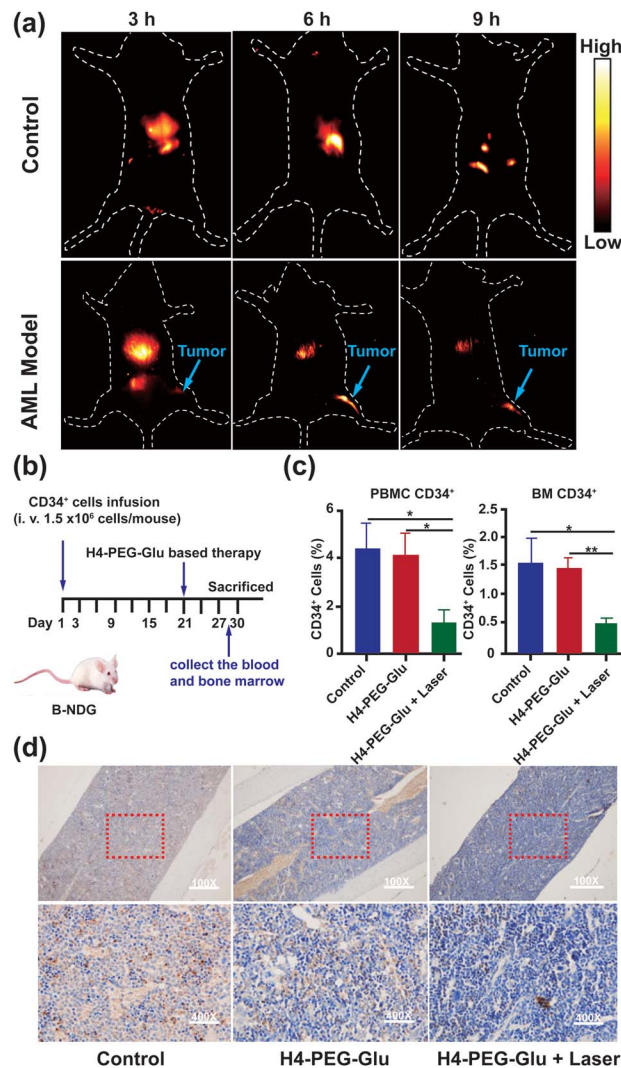 (a)
3 h
6 h
9 h
Control
High
Low
AML Model
Tumor
Tumor
Tumor
(b)
CD34⁺ cells infusion
(i. v. 1.5 x10⁶ cells/mouse)
H4-PEG-Glu based therapy
Sacrificed
Day 1 3 9 15 21 27 30
collect the blood
and bone marrow
B-NDG
(c)
PBMC CD34⁺
CD34⁺ Cells (%)
6
4
2
0
*
*
Control
H4-PEG-Glu
H4-PEG-Glu + Laser
BM CD34⁺
CD34⁺ Cells (%)
2.5
2.0
1.5
1.0
0.5
0
*
**
Control
H4-PEG-Glu
H4-PEG-Glu + Laser
(d)
100X
100X
100X
400X
400X
400X
Control
H4-PEG-Glu
H4-PEG-Glu + Laser